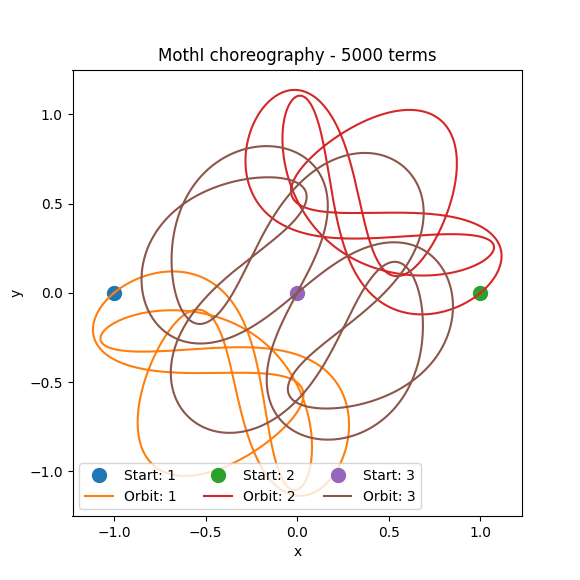 MothI choreography - 5000 terms
1.0
0.5
0.0
−0.5
−1.0
y
Start: 1 Start: 2 Start: 3
Orbit: 1 Orbit: 2 Orbit: 3
−1.0 −0.5 0.0 0.5 1.0
x